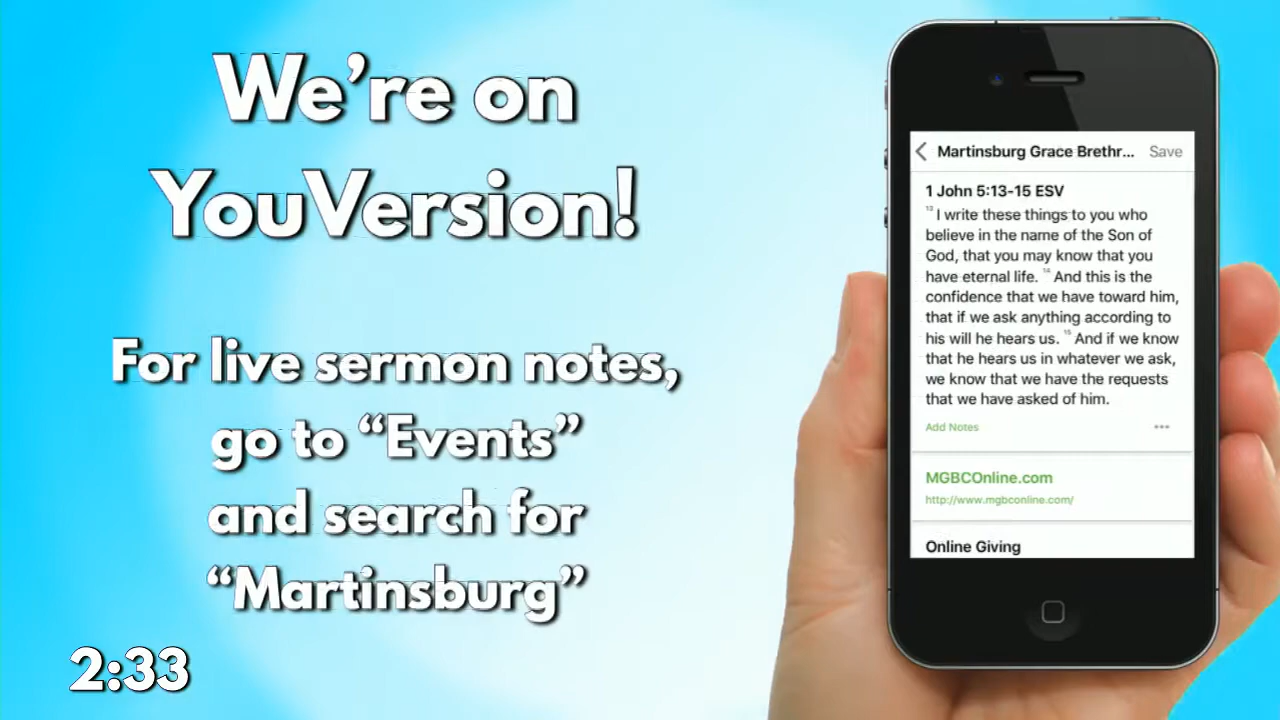 We're on
YouVersion!
For live sermon notes,
go to “Events”
and search for
“Martinsburg”
2:33
Martinsburg Grace Brethr... Save
1 John 5:13-15 ESV
13 I write these things to you who
believe in the name of the Son of
God, that you may know that you
have eternal life. 14 And this is the
confidence that we have toward him,
that if we ask anything according to
his will he hears us. 15 And if we know
that he hears us in whatever we ask,
we know that we have the requests
that we have asked of him.
Add Notes
MGBCOnline.com
http://www.mgbconline.com/
Online Giving